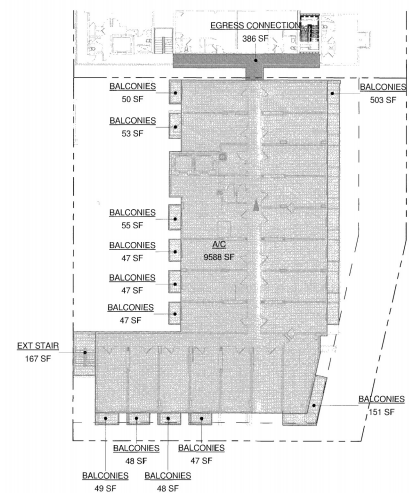 EGRESS CONNECTION
386 SF
BALCONIES
50 SF
BALCONIES
503 SF
BALCONIES
53 SF
BALCONIES
55 SF
A/C
9588 SF
BALCONIES
47 SF
BALCONIES
47 SF
BALCONIES
47 SF
EXT STAIR
167 SF
BALCONIES
151 SF
BALCONIES
48 SF
BALCONIES
47 SF
BALCONIES
49 SF
BALCONIES
48 SF